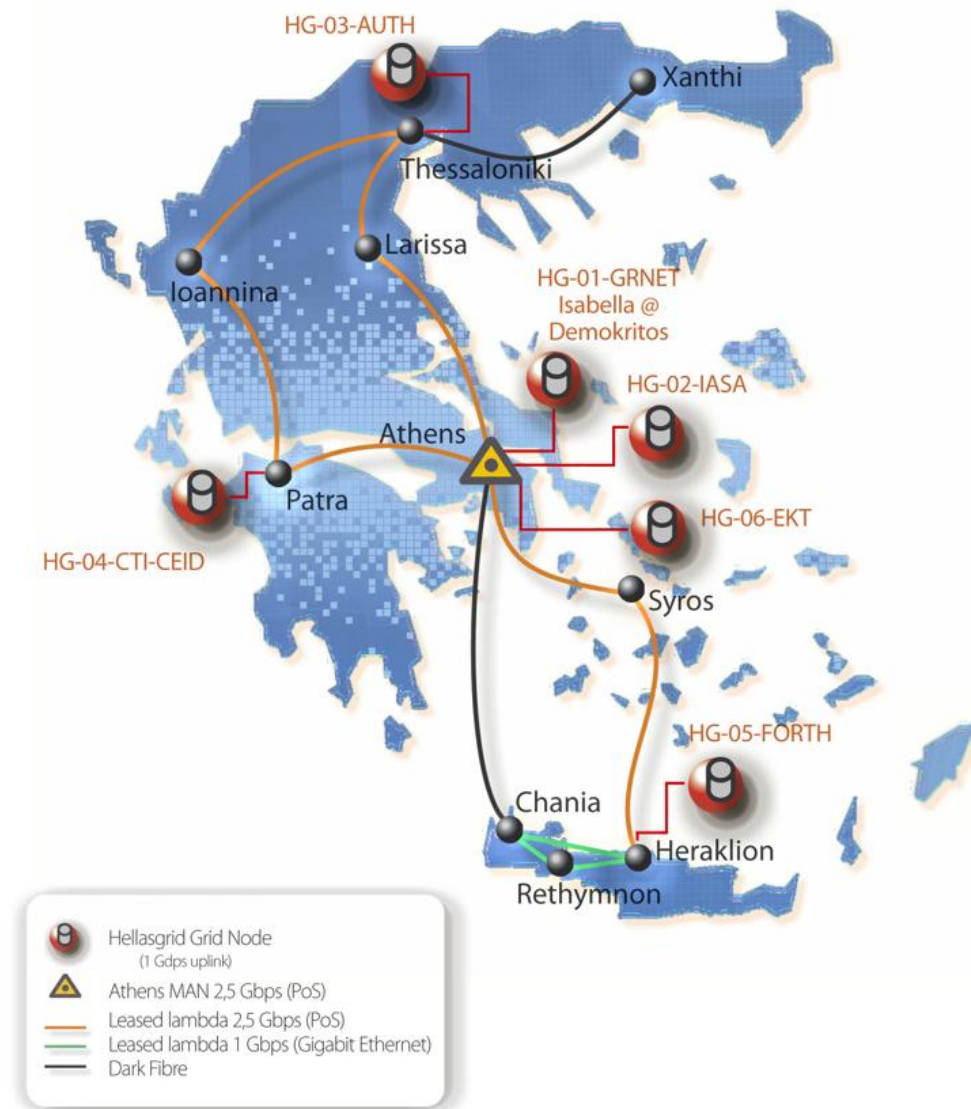 HG-03-AUTH
Xanthi
Thessaloniki
Larissa
Ioannina
HG-01-GRNET
Isabella @
Demokritos
HG-02-IASA
Athens
Patra
HG-06-EKT
HG-04-CTI-CEID
Syros
HG-05-FORTH
Chania
Heraklion
Rethymnon
Hellasgrid Grid Node
(1 Gdps uplink)
Athens MAN 2,5 Gbps (PoS)
Leased lambda 2,5 Gbps (PoS)
Leased lambda 1 Gbps (Gigabit Ethernet)
Dark Fibre